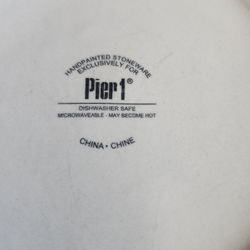 HANDPAINTED STONEWARE
EXCLUSIVELY FOR
Pier 1®
DISHWASHER SAFE
MICROWAVEABLE - MAY BECOME HOT
CHINA • CHINE